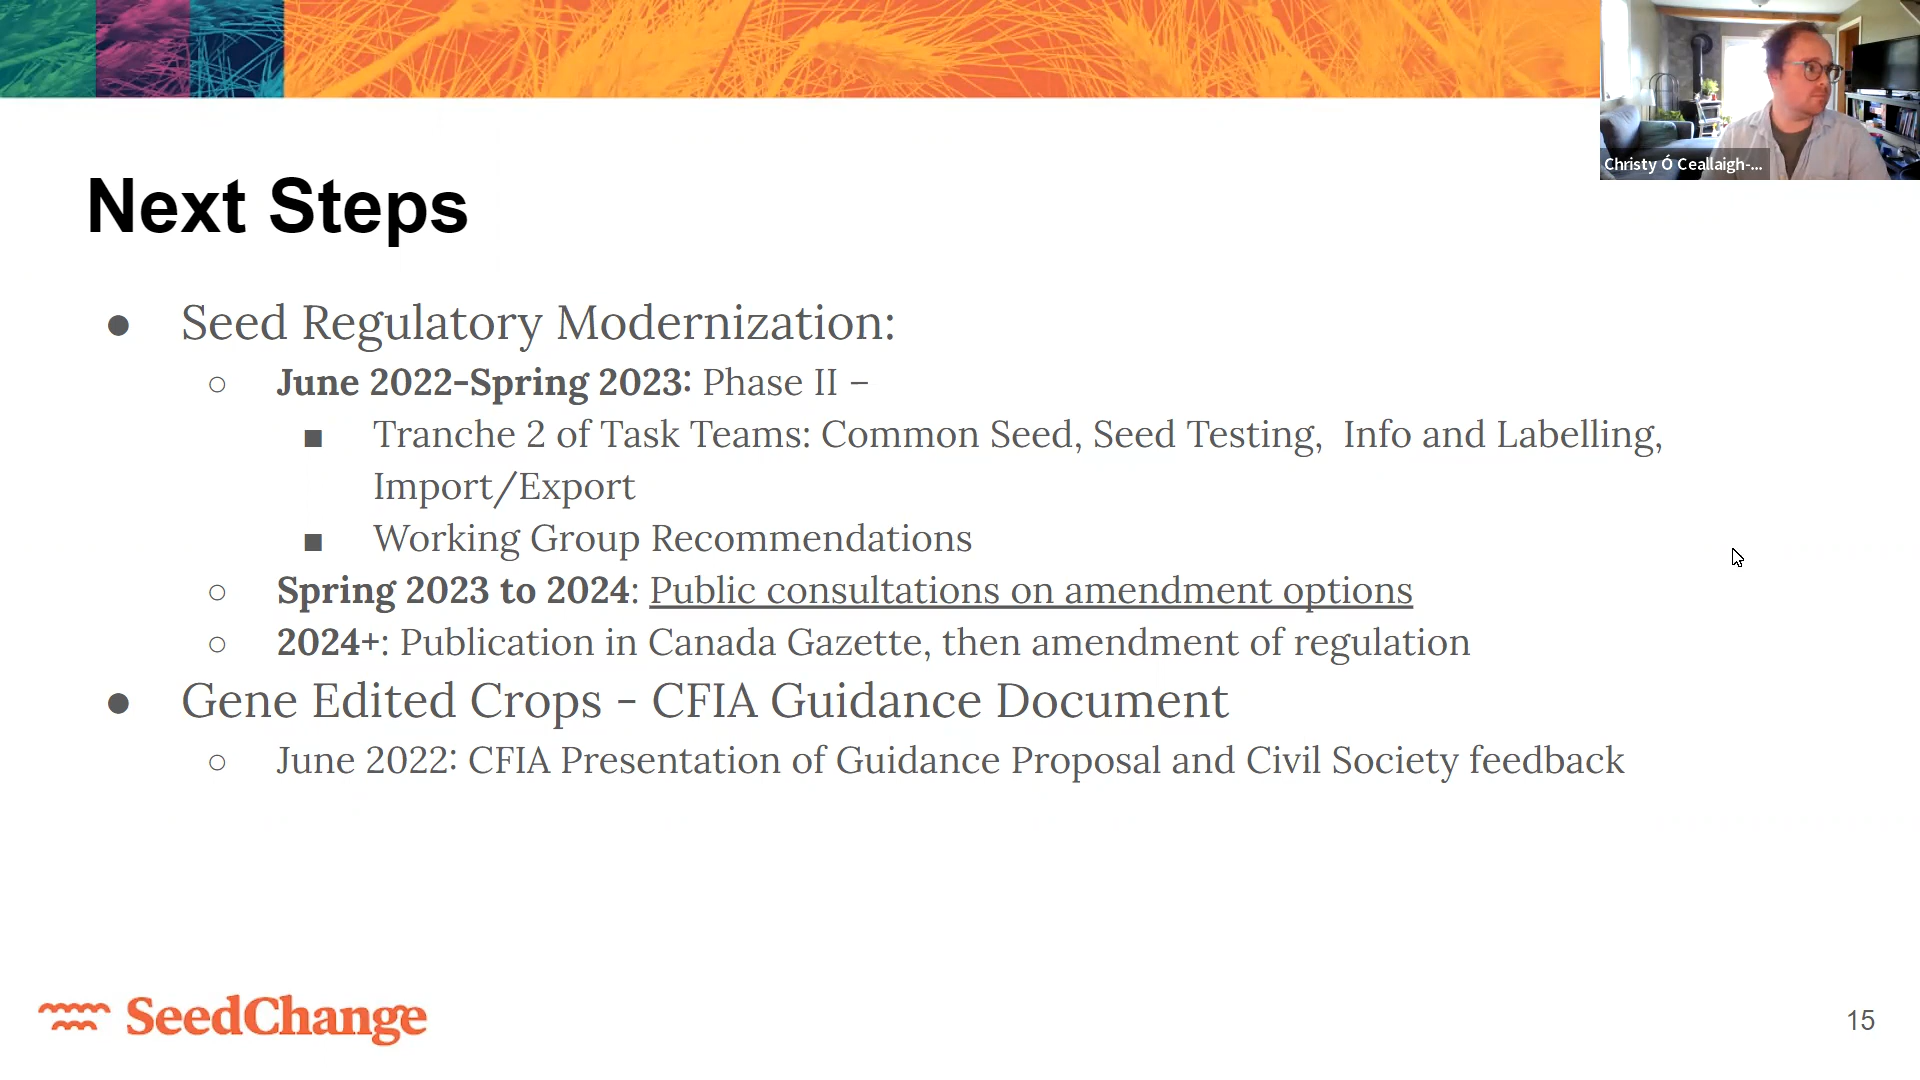 Christy Ó Ceallaigh-...
Next Steps
● Seed Regulatory Modernization:
○ June 2022-Spring 2023: Phase II –
■ Tranche 2 of Task Teams: Common Seed, Seed Testing, Info and Labelling,
Import/Export
■ Working Group Recommendations
○ Spring 2023 to 2024: Public consultations on amendment options
○ 2024+: Publication in Canada Gazette, then amendment of regulation
● Gene Edited Crops - CFIA Guidance Document
○ June 2022: CFIA Presentation of Guidance Proposal and Civil Society feedback
SeedChange
15